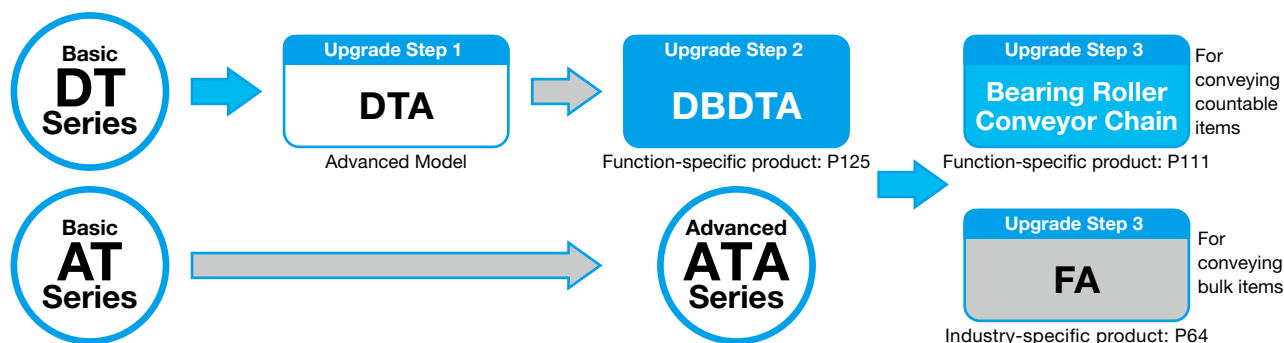 Basic
DT
Series
Upgrade Step 1
DTA
Advanced Model
Upgrade Step 2
DBDTA
Function-specific product: P125
Upgrade Step 3
Bearing Roller
Conveyor Chain
Function-specific product: P111
For
conveying
countable
items
Basic
AT
Series
Advanced
ATA
Series
Upgrade Step 3
FA
Industry-specific product: P64
For
conveying
bulk items